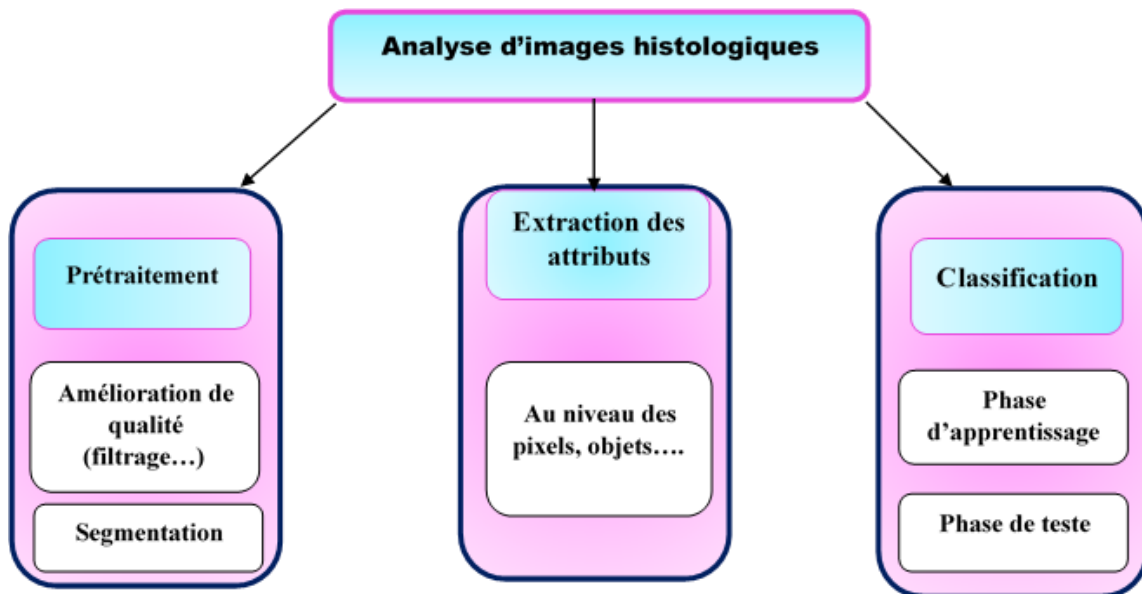 Analyse d’images histologiques
Prétraitement
Amélioration de
qualité
(filtrage…)
Segmentation
Extraction des
attributs
Au niveau des
pixels, objets….
Classification
Phase
d’apprentissage
Phase de teste